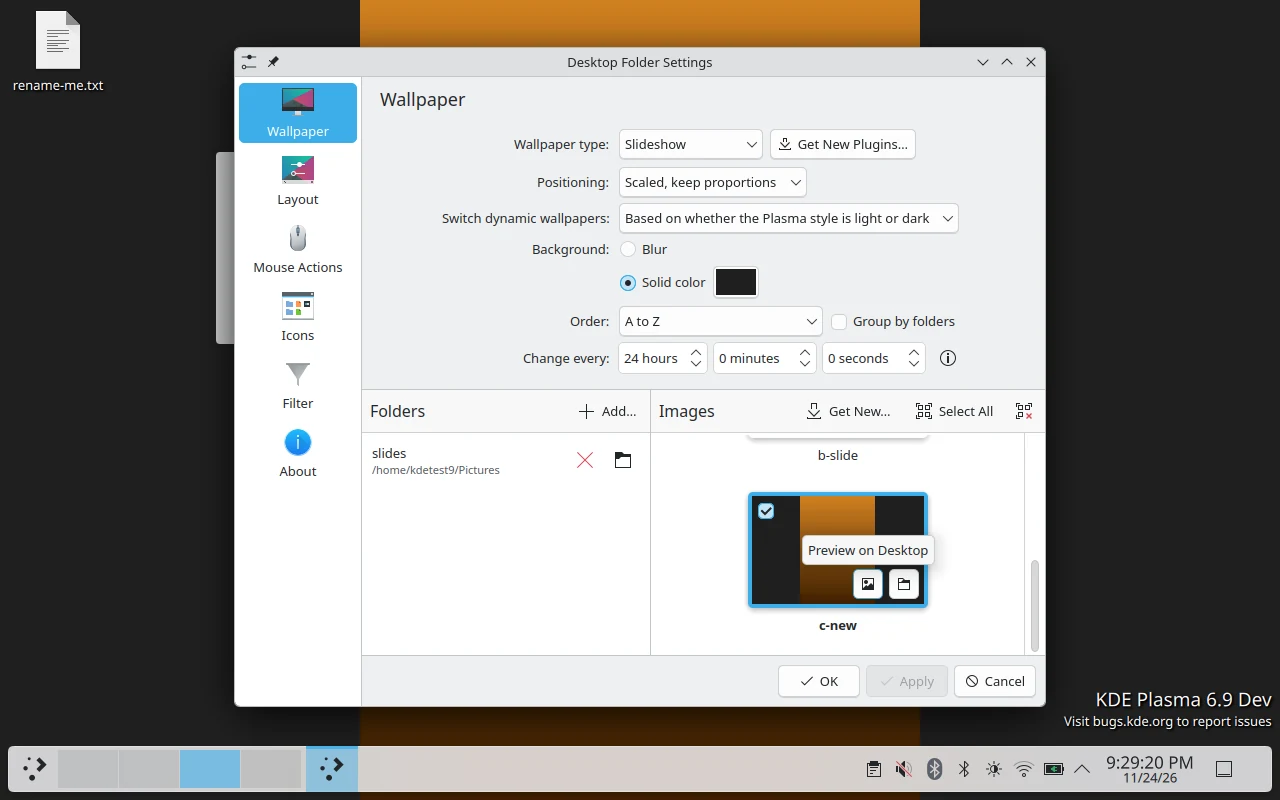 rename-me.txt
Desktop Folder Settings
Wallpaper
Layout
Mouse Actions
Icons
Filter
About
Wallpaper
Wallpaper type: Slideshow Get New Plugins...
Positioning: Scaled, keep proportions
Switch dynamic wallpapers: Based on whether the Plasma style is light or dark
Background: Blur
Solid color
Order: A to Z Group by folders
Change every: 24 hours 0 minutes 0 seconds
Folders Add...
slides
/home/kdetest9/Pictures
Images Get New... Select All
b-slide
Preview on Desktop
c-new
OK Apply Cancel
KDE Plasma 6.9 Dev
Visit bugs.kde.org to report issues
9:29:20 PM
11/24/26